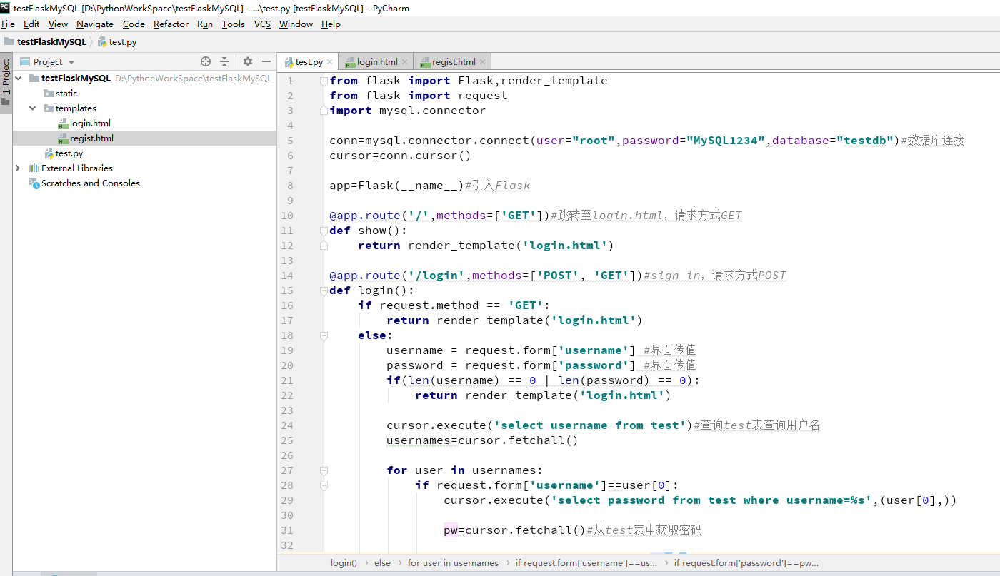 testFlaskMySQL [D:\PythonWorkSpace\testFlaskMySQL] - ...\test.py [testFlaskMySQL] - PyCharm
File Edit View Navigate Code Refactor Run Tools VCS Window Help
testFlaskMySQL test.py
1: Project
Project
testFlaskMySQL D:\PythonWorkSpace\testFlaskMySQL
static
templates
login.html
regist.html
test.py
External Libraries
Scratches and Consoles
test.py login.html regist.html
1 from flask import Flask,render_template
2 from flask import request
3 import mysql.connector
4
5 conn=mysql.connector.connect(user="root",password="MySQL1234",database="testdb")#数据库连接
6 cursor=conn.cursor()
7
8 app=Flask(__name__)#引入Flask
9
10 @app.route('/',methods=['GET'])#跳转至login.html，请求方式GET
11 def show():
12     return render_template('login.html')
13
14 @app.route('/login',methods=['POST', 'GET'])#sign in，请求方式POST
15 def login():
16     if request.method == 'GET':
17         return render_template('login.html')
18     else:
19         username = request.form['username'] #界面传值
20         password = request.form['password'] #界面传值
21         if(len(username) == 0 | len(password) == 0):
22             return render_template('login.html')
23
24         cursor.execute('select username from test')#查询test表查询用户名
25         usernames=cursor.fetchall()
26
27         for user in usernames:
28             if request.form['username']==user[0]:
29                 cursor.execute('select password from test where username=%s',(user[0],))
30
31                 pw=cursor.fetchall()#从test表中获取密码
32
login() else for user in usernames if request.form['username']==us... if request.form['password']==pw...